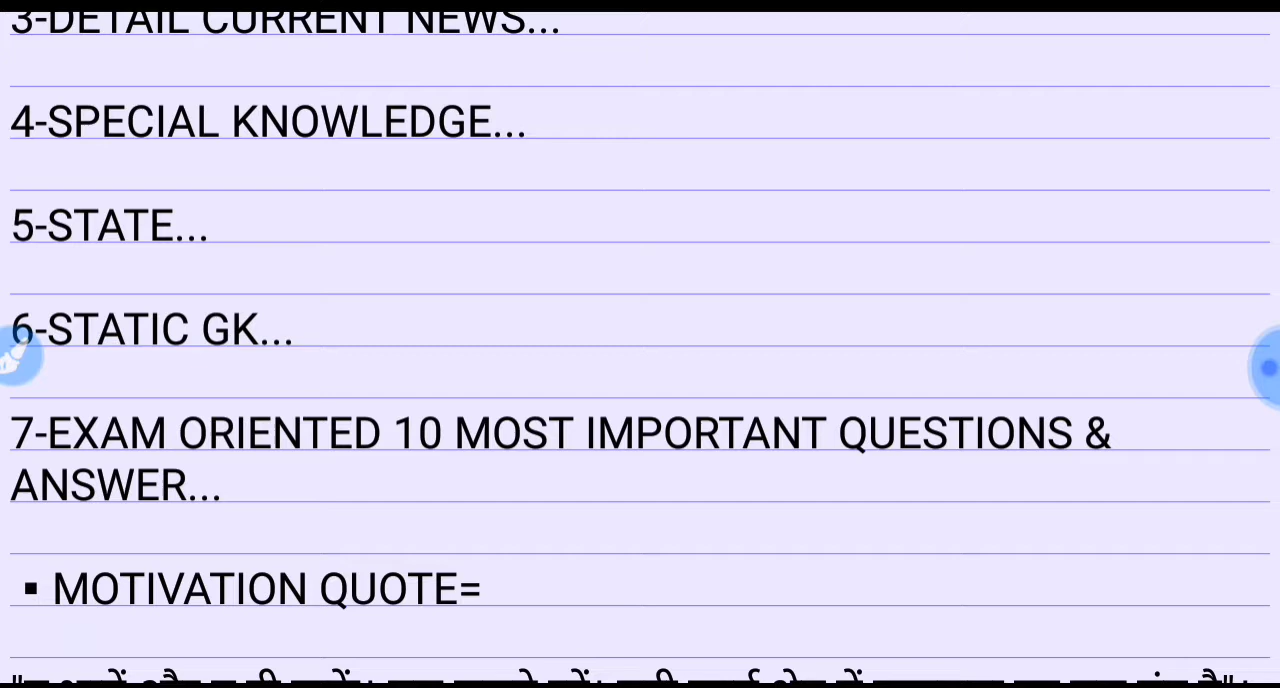 3-DETAIL CURRENT NEWS...
4-SPECIAL KNOWLEDGE...
5-STATE...
6-STATIC GK...
7-EXAM ORIENTED 10 MOST IMPORTANT QUESTIONS &
ANSWER...
▪ MOTIVATION QUOTE=